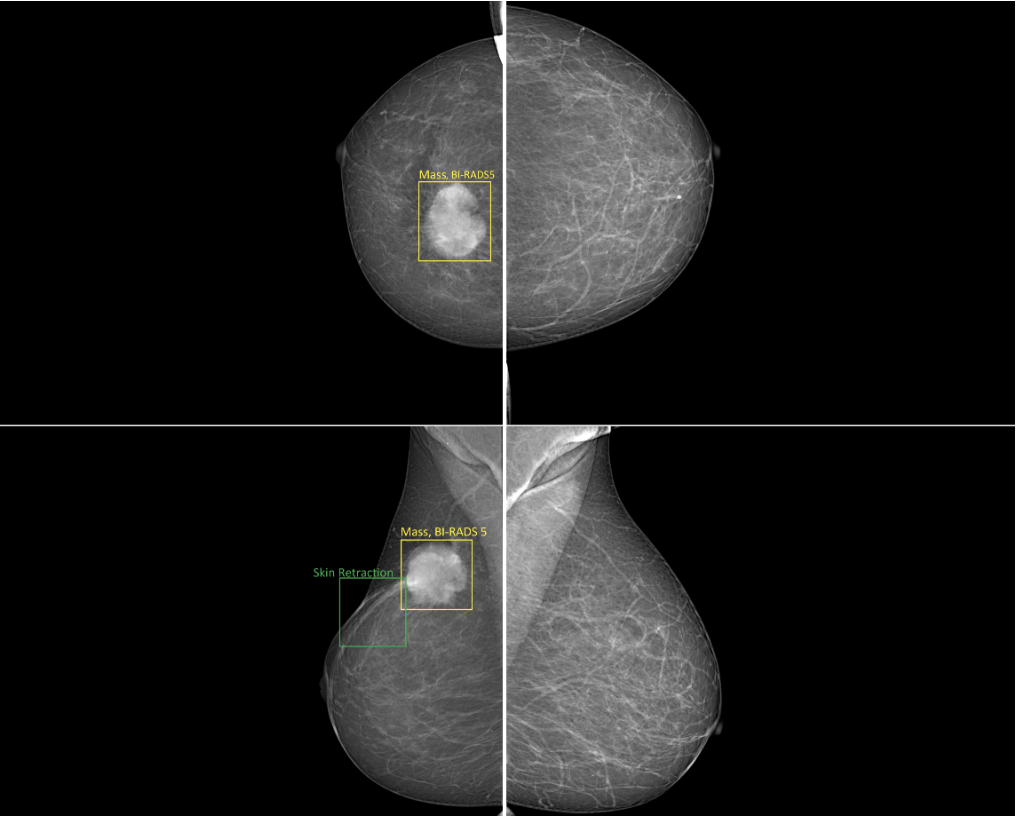 Mass, BI-RADS5
Mass, BI-RADS 5
Skin Retraction